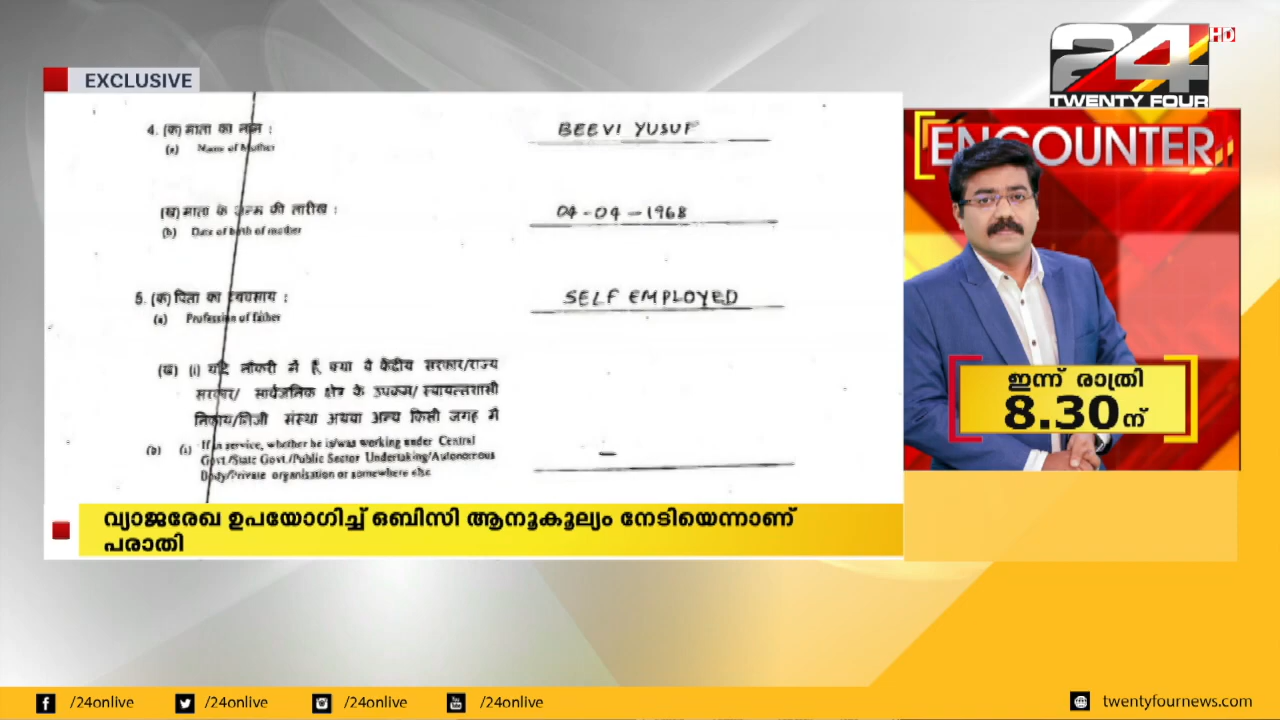 24
HD
TWENTY FOUR
EXCLUSIVE
4. (क) माता का नाम :
BEEVI YUSUF
(a) Name of Mother
(ख) माता के जन्म की तारीख :
04-04-1968
(b) Date of birth of mother
5. (क) पिता का व्यवसाय :
SELF EMPLOYED
(a) Profession of father
(ख) (i) यदि नौकरी में हैं, क्या वे केंद्रीय सरकार/राज्य
सरकार/ सार्वजनिक क्षेत्र के उपक्रम/ स्वायत्तशासी
निकाय/निजी संस्था अथवा अन्य किसी जगह में
(b) (i) If in service, whether he is/was working under Central
Govt./State Govt./Public Sector Undertaking/Autonomous
Body/Private organisation or somewhere else
ENCOUNTER
ഇന്ന് രാത്രി
8.30ന്
വ്യാജരേഖ ഉപയോഗിച്ച് ഒബിസി ആനുകൂല്യം നേടിയെന്നാണ്
പരാതി
/24onlive
/24onlive
/24onlive
/24onlive
twentyfournews.com